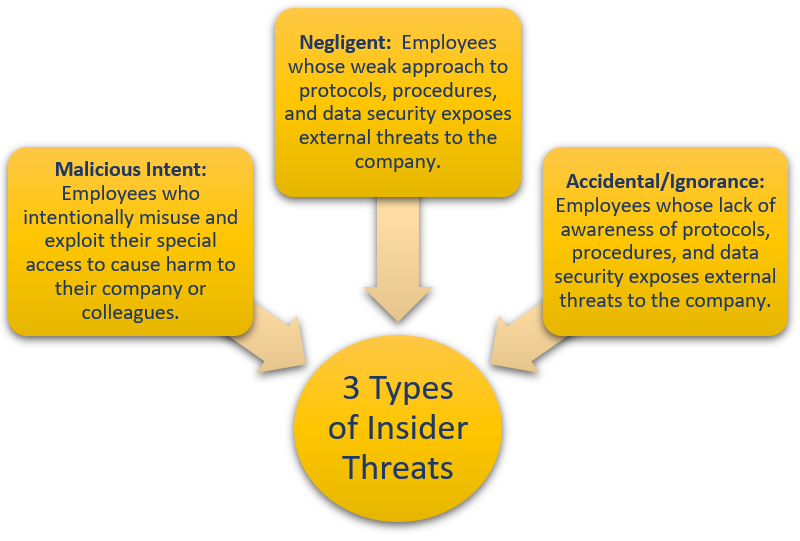 Negligent: Employees
whose weak approach to
protocols, procedures,
and data security exposes
external threats to the
company.
Malicious Intent:
Employees who
intentionally misuse and
exploit their special
access to cause harm to
their company or
colleagues.
Accidental/Ignorance:
Employees whose lack of
awareness of protocols,
procedures, and data
security exposes external
threats to the company.
3 Types
of Insider
Threats